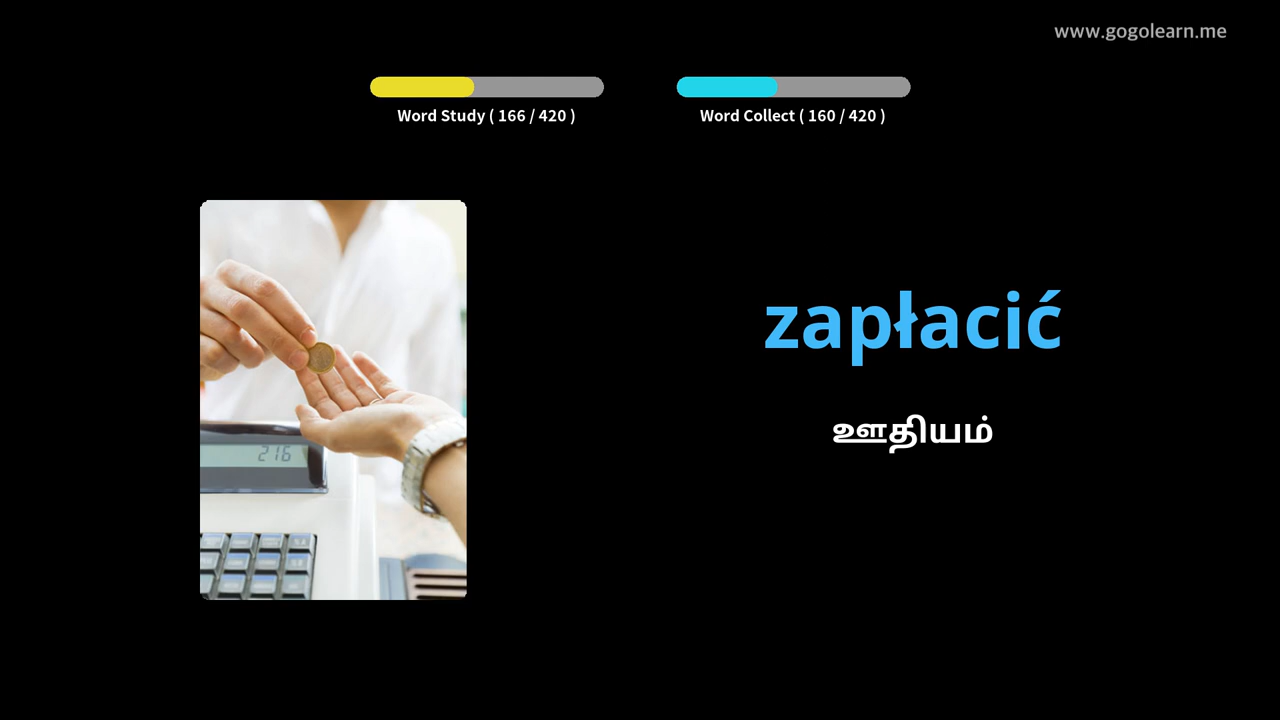 www.gogolearn.me
Word Study ( 166 / 420 )
Word Collect ( 160 / 420 )
zapłacić
ஊதியம்
216